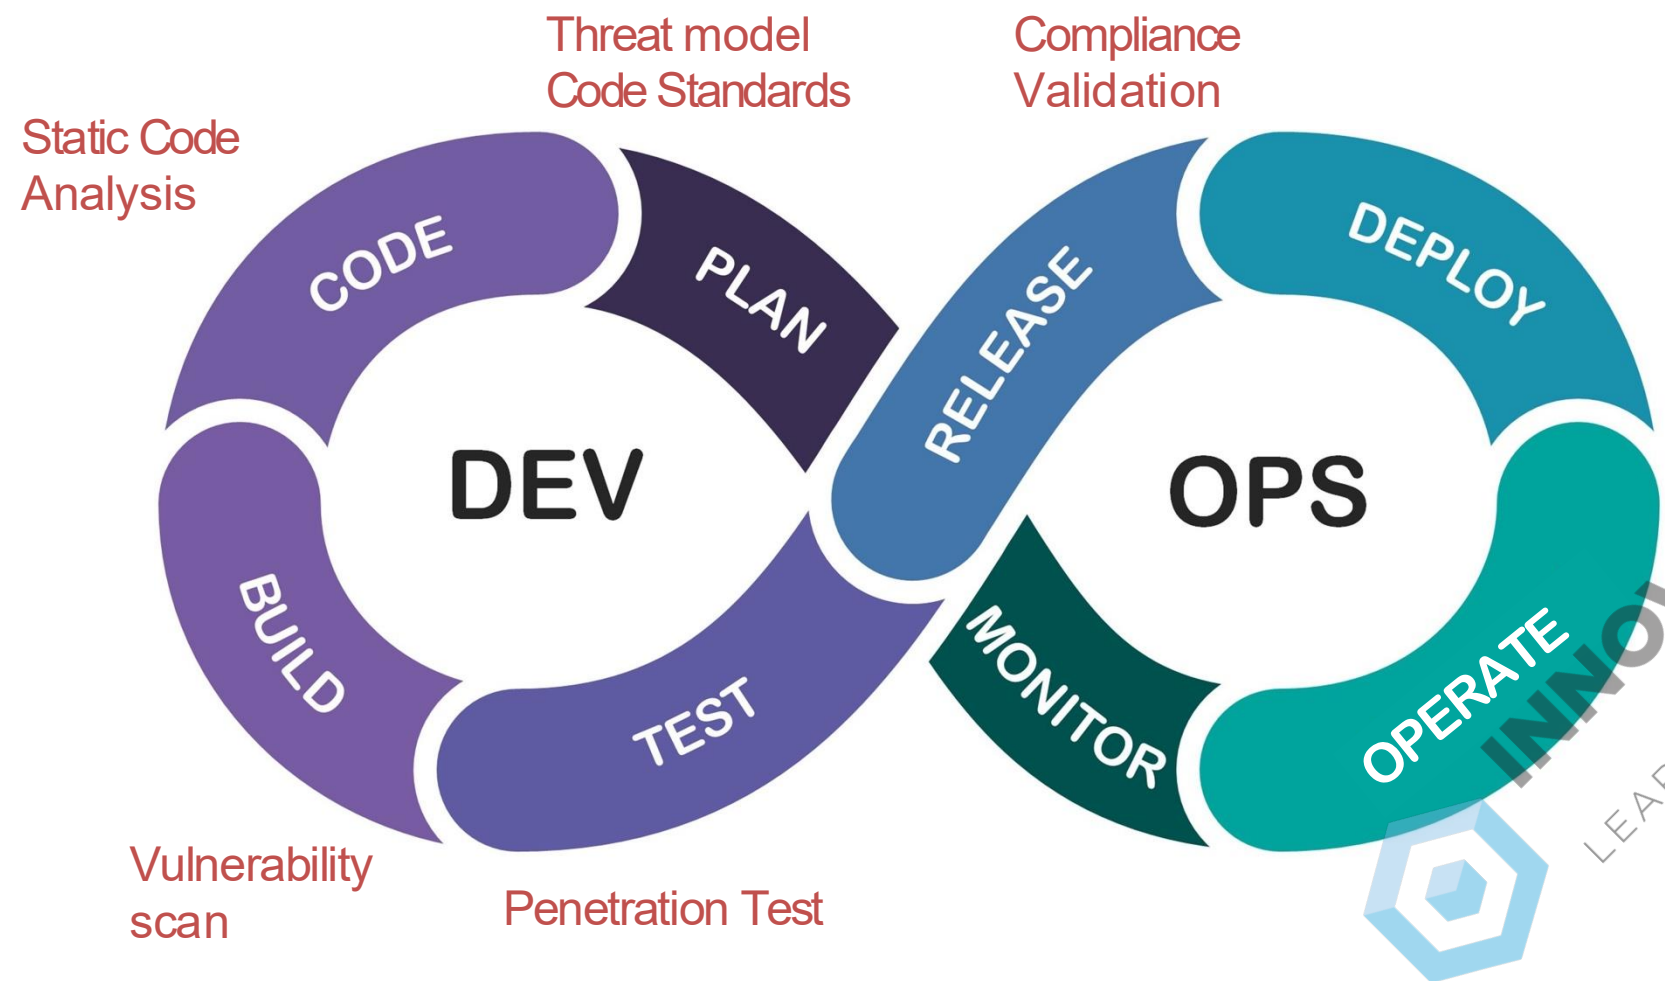 Threat model
Code Standards
Compliance
Validation
Static Code
Analysis
CODE
PLAN
RELEASE
DEPLOY
DEV
OPS
BUILD
TEST
MONITOR
OPERATE
Vulnerability
scan
Penetration Test